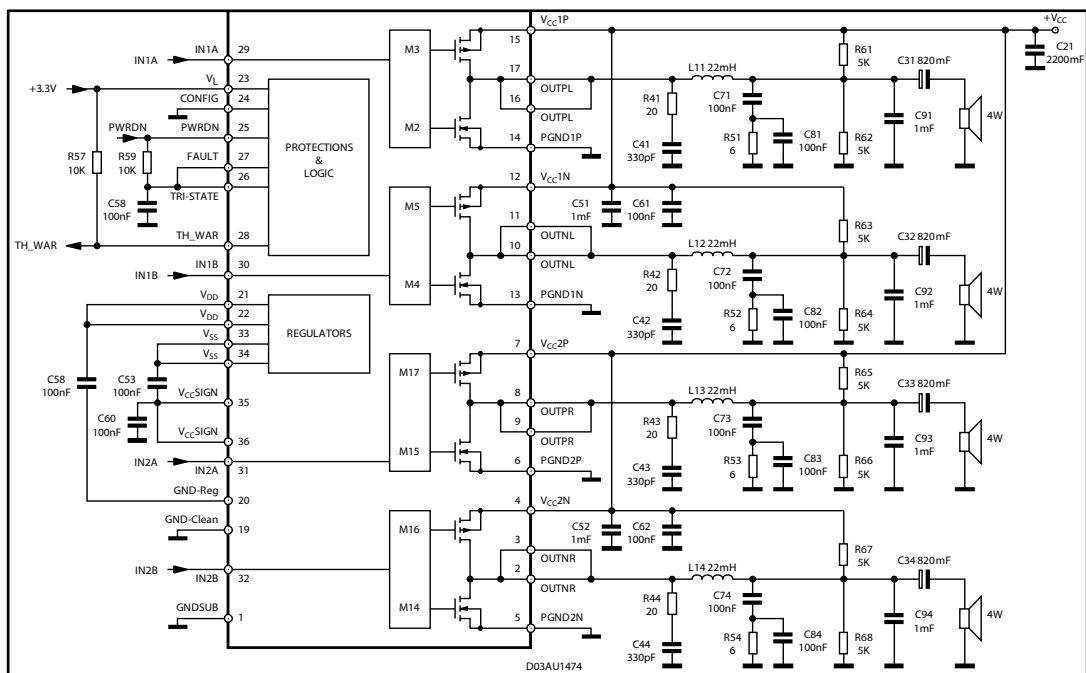 VCC1P
+VCC
15
C21
2200mF
IN1A
IN1A
29
M3
17
OUTPL
16
OUTPL
M2
14
PGND1P
L11 22mH
R61
5K
C31 820mF
R41
20
C41
330pF
C71
100nF
R51
6
C81
100nF
R62
5K
C91
1mF
4W
+3.3V
VL
23
CONFIG
24
PWRDN
PWRDN
25
FAULT
27
26
TRI-STATE
PROTECTIONS
&
LOGIC
R57
10K
R59
10K
C58
100nF
TH_WAR
TH_WAR
28
IN1B
IN1B
30
12
VCC1N
M5
11
OUTNL
10
OUTNL
M4
13
PGND1N
C51
1mF
C61
100nF
R63
5K
L12 22mH
C32 820mF
R42
20
C42
330pF
C72
100nF
R52
6
C82
100nF
R64
5K
C92
1mF
4W
VDD
21
VDD
22
VSS
33
VSS
34
REGULATORS
C58
100nF
C53
100nF
C60
100nF
VCCSIGN
35
VCCSIGN
36
IN2A
IN2A
31
GND-Reg
20
GND-Clean
19
7
VCC2P
M17
8
OUTPR
9
OUTPR
M15
6
PGND2P
R65
5K
L13 22mH
C33 820mF
R43
20
C43
330pF
C73
100nF
R53
6
C83
100nF
R66
5K
C93
1mF
4W
IN2B
IN2B
32
GNDSUB
1
4
VCC2N
M16
3
OUTNR
2
OUTNR
M14
5
PGND2N
C52
1mF
C62
100nF
R67
5K
L14 22mH
C34 820mF
R44
20
C44
330pF
C74
100nF
R54
6
C84
100nF
R68
5K
C94
1mF
4W
D03AU1474